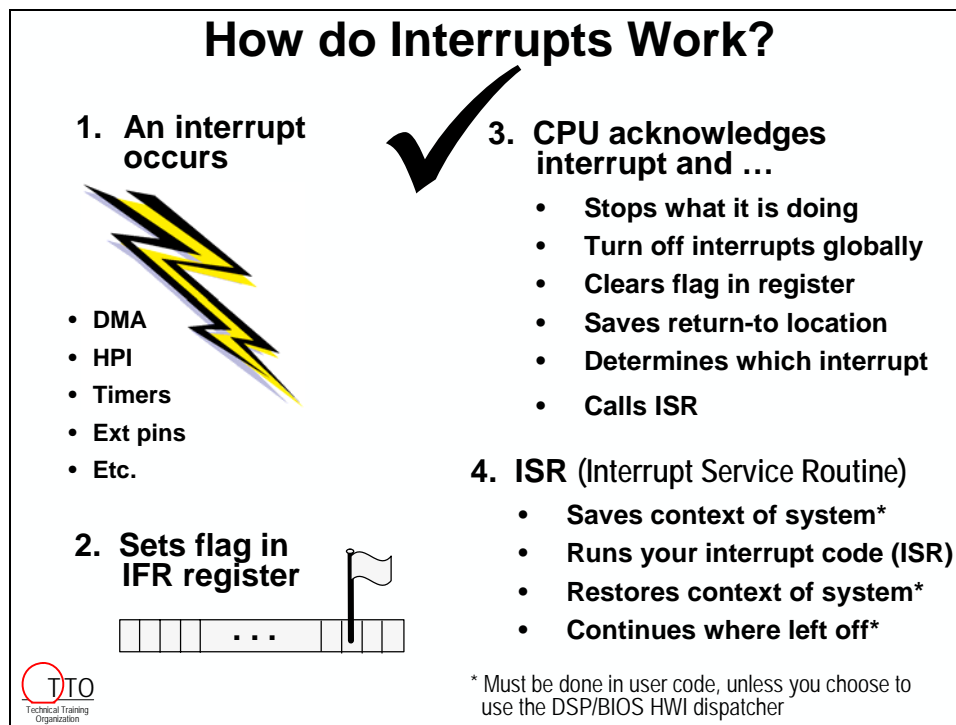 How do Interrupts Work?
1. An interrupt
occurs
• DMA
• HPI
• Timers
• Ext pins
• Etc.
2. Sets flag in
IFR register
. . .
3. CPU acknowledges
interrupt and …
• Stops what it is doing
• Turn off interrupts globally
• Clears flag in register
• Saves return-to location
• Determines which interrupt
• Calls ISR
4. ISR (Interrupt Service Routine)
• Saves context of system*
• Runs your interrupt code (ISR)
• Restores context of system*
• Continues where left off*
* Must be done in user code, unless you choose to
use the DSP/BIOS HWI dispatcher
TTO
Technical Training
Organization